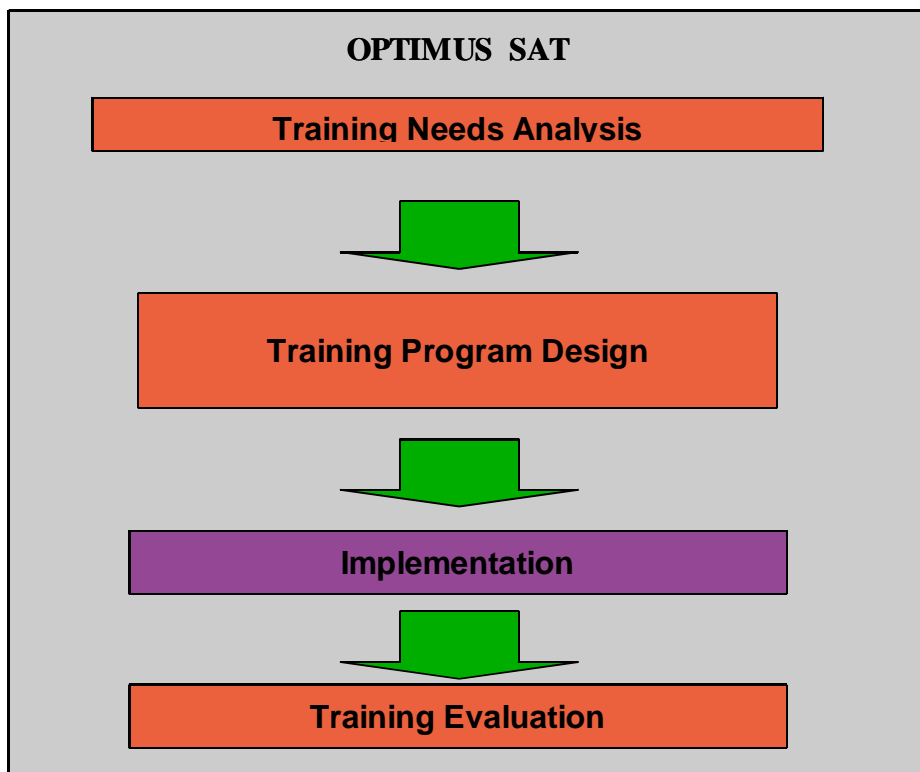 OPTIMUS SAT
Training Needs Analysis
Training Program Design
Implementation
Training Evaluation